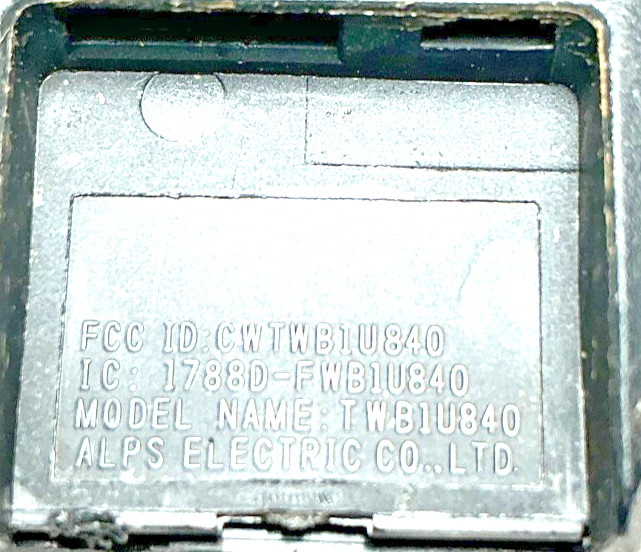 FCC ID:CWTWB1U840
IC: 1788D-FWB1U840
MODEL NAME:TWB1U840
ALPS ELECTRIC CO.,LTD.